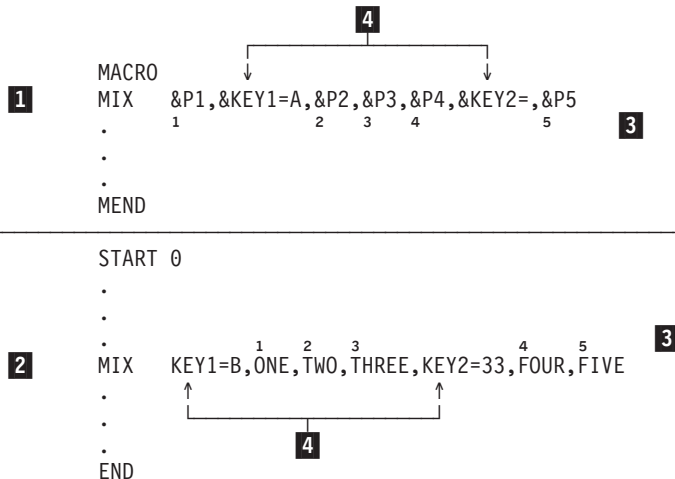 4
MACRO
1 MIX &P1,&KEY1=A,&P2,&P3,&P4,&KEY2=,&P5
1 2 3 4 5 3
.
.
.
MEND
START 0
.
.
. 1 2 3 4 5 3
2 MIX KEY1=B,ONE,TWO,THREE,KEY2=33,FOUR,FIVE
.
.
. 4
END